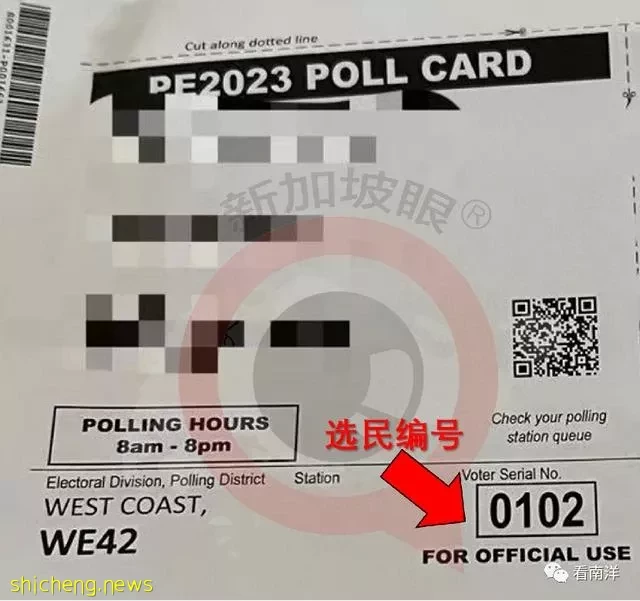 Cut along dotted line
PE2023 POLL CARD
新加坡眼®
Check your polling
station queue
POLLING HOURS
8am - 8pm
选民编号
Electoral Division, Polling District
Station
Voter Serial No.
WEST COAST,
WE42
0102
FOR OFFICIAL USE
看南洋
shicheng.news